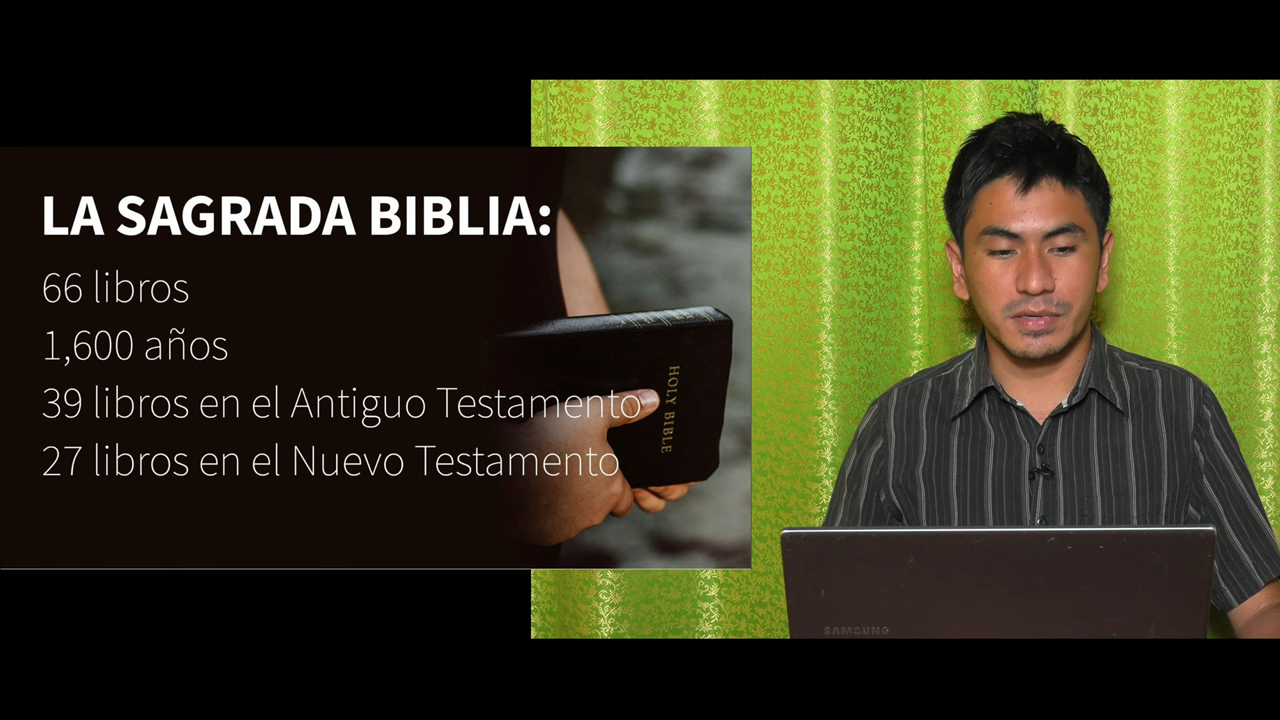 LA SAGRADA BIBLIA:
66 libros
1,600 años
39 libros en el Antiguo Testamento
27 libros en el Nuevo Testamento
HOLY BIBLE
SAMSUNG